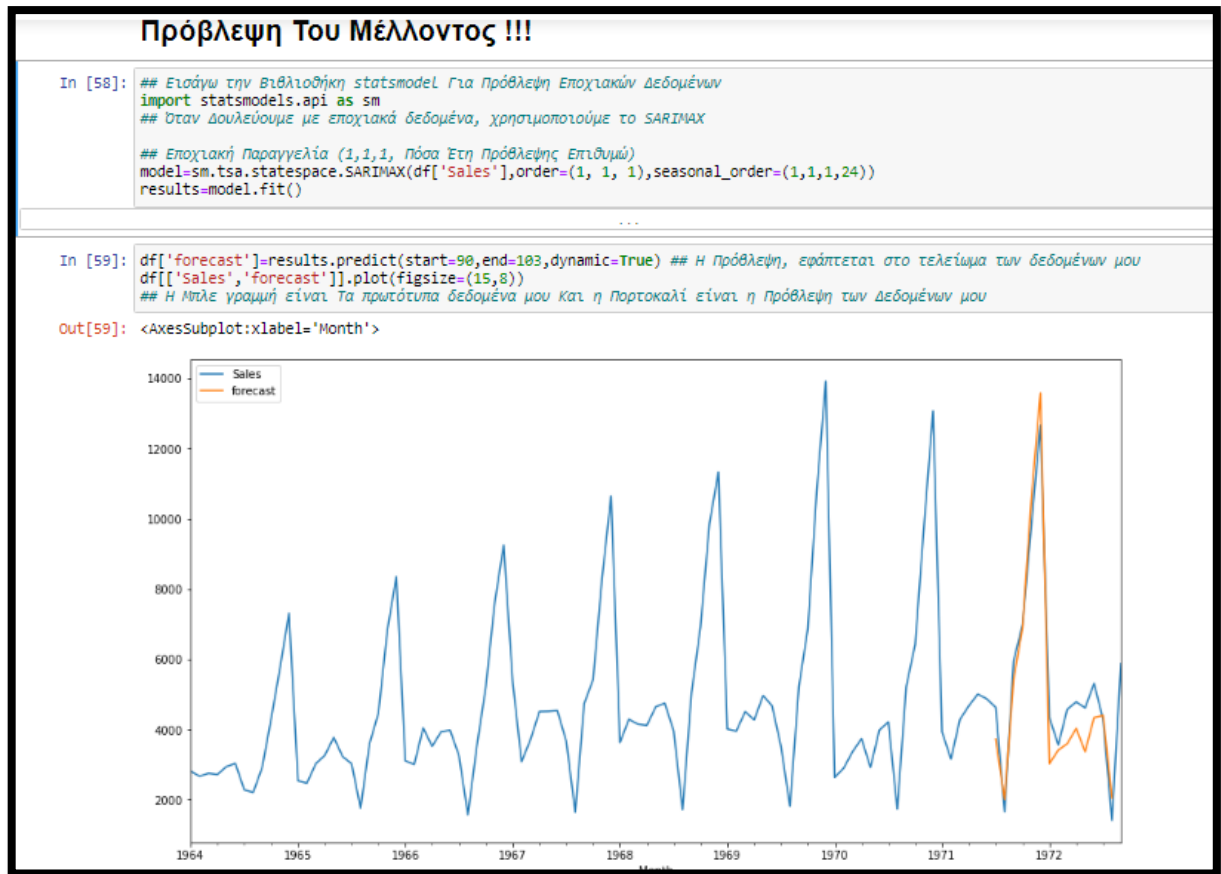 Πρόβλεψη Του Μέλλοντος !!!
In [58]: ## Εισάγω την Βιβλιοθήκη statsmodel Για Πρόβλεψη Εποχιακών Δεδομένων
import statsmodels.api as sm
## Όταν Δουλεύουμε με εποχιακά δεδομένα, χρησιμοποιούμε το SARIMAX
## Εποχιακή Παραγγελία (1,1,1, Πόσα Έτη Πρόβλεψης Επιθυμώ)
model=sm.tsa.statespace.SARIMAX(df['Sales'],order=(1, 1, 1),seasonal_order=(1,1,1,24))
results=model.fit()
...
In [59]: df['forecast']=results.predict(start=90,end=103,dynamic=True) ## Η Πρόβλεψη, εφάπτεται στο τελείωμα των δεδομένων μου
df[['Sales','forecast']].plot(figsize=(15,8))
## Η Μπλε γραμμή είναι Τα πρωτότυπα δεδομένα μου Και η Πορτοκαλί είναι η Πρόβλεψη των Δεδομένων μου
Out[59]: <AxesSubplot:xlabel='Month'>
Sales
forecast
14000
12000
10000
8000
6000
4000
2000
1964 1965 1966 1967 1968 1969 1970 1971 1972